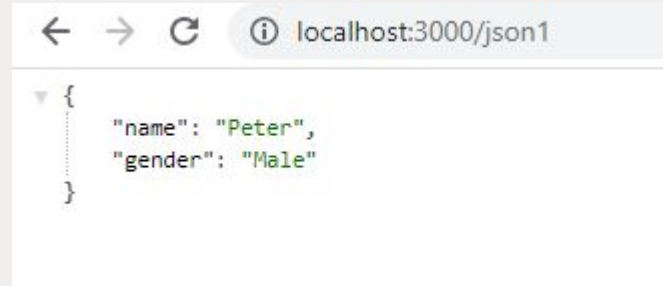 localhost:3000/json1
{
"name": "Peter",
"gender": "Male"
}